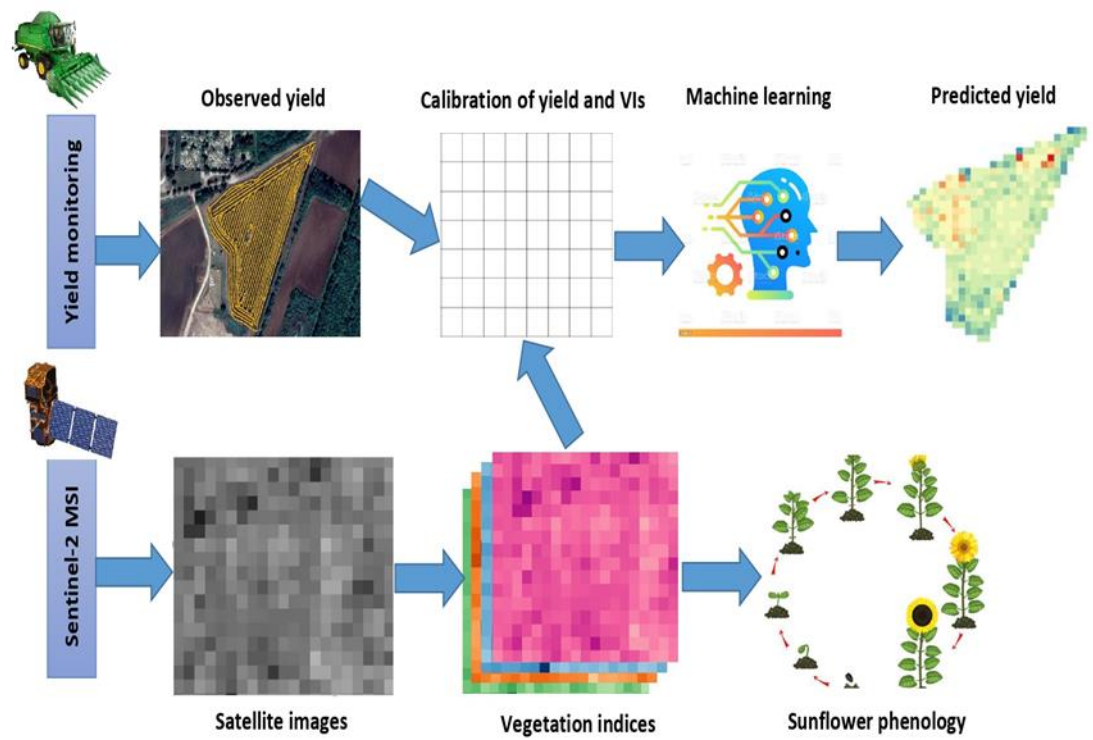 Observed yield
Calibration of yield and VIs
Machine learning
Predicted yield
Yield monitoring
Sentinel-2 MSI
Satellite images
Vegetation indices
Sunflower phenology